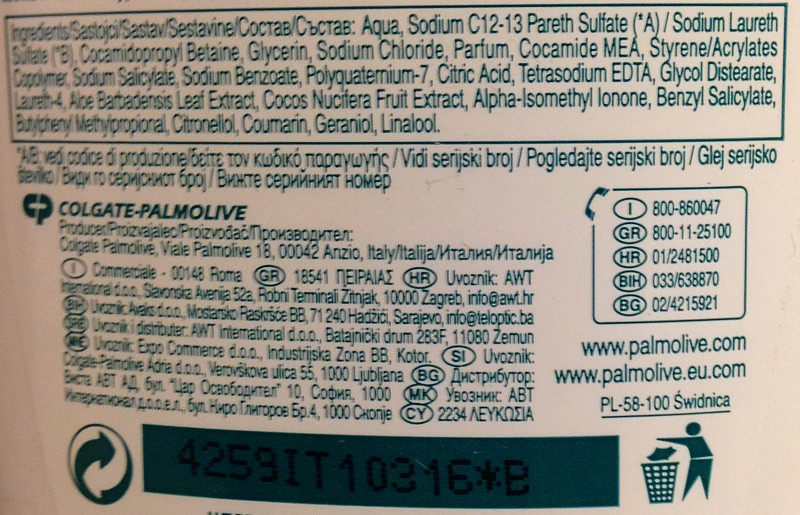 Ingredients/Sastojci/Sastav/Sestavine/Состав/Състав: Aqua, Sodium C12-13 Pareth Sulfate (*A) / Sodium Laureth
Sulfate (*B), Cocamidopropyl Betaine, Glycerin, Sodium Chloride, Parfum, Cocamide MEA, Styrene/Acrylates
Copolymer, Sodium Salicylate, Sodium Benzoate, Polyquaternium-7, Citric Acid, Tetrasodium EDTA, Glycol Distearate,
Laureth-4, Aloe Barbadensis Leaf Extract, Cocos Nucifera Fruit Extract, Alpha-Isomethyl Ionone, Benzyl Salicylate,
Butylphenyl Methylpropional, Citronellol, Coumarin, Geraniol, Linalool.
*A/B: vedi codice di produzione/δείτε τον κωδικό παραγωγής / Vidi serijski broj / Pogledajte serijski broj / Glej serijsko
številko / Види го серискиот број / Вижте серийният номер
COLGATE-PALMOLIVE
Producer/Proizvajalec/Proizvođač/Производител:
Colgate Palmolive, Viale Palmolive 18, 00042 Anzio, Italy/Italija/Италия/Италија
I Commerciale - 00148 Roma GR 18541 ΠΕΙΡΑΙΑΣ HR Uvoznik: AWT
International d.o.o., Slavonska Avenija 52a, Robni Terminali Žitnjak, 10000 Zagreb, info@awt.hr
BIH Uvoznik: Avaks d.o.o., Mostarsko Raskršće BB, 71 240 Hadžići, Sarajevo, info@teloptic.ba
SRB Uvoznik i distributer: AWT International d.o.o., Batajnički drum 283F, 11080 Zemun
ME Uvoznik: Expo Commerce d.o.o., Industrijska Zona BB, Kotor. SI Uvoznik:
Colgate-Palmolive Adria d.o.o., Verovškova ulica 55, 1000 Ljubljana BG Дистрибутор:
Виста АВТ АД, бул. "Цар Освободител" 10, София, 1000 MK Увозник: АВТ
Интернационал д.о.о.е.л., бул. Киро Глигоров Бр.4, 1000 Скопје CY 2234 ΛΕΥΚΩΣΙΑ
I 800-860047
GR 800-11-25100
HR 01/2481500
BIH 033/638870
BG 02/4215921
www.palmolive.com
www.palmolive.eu.com
PL-58-100 Świdnica
4259IT10316*B